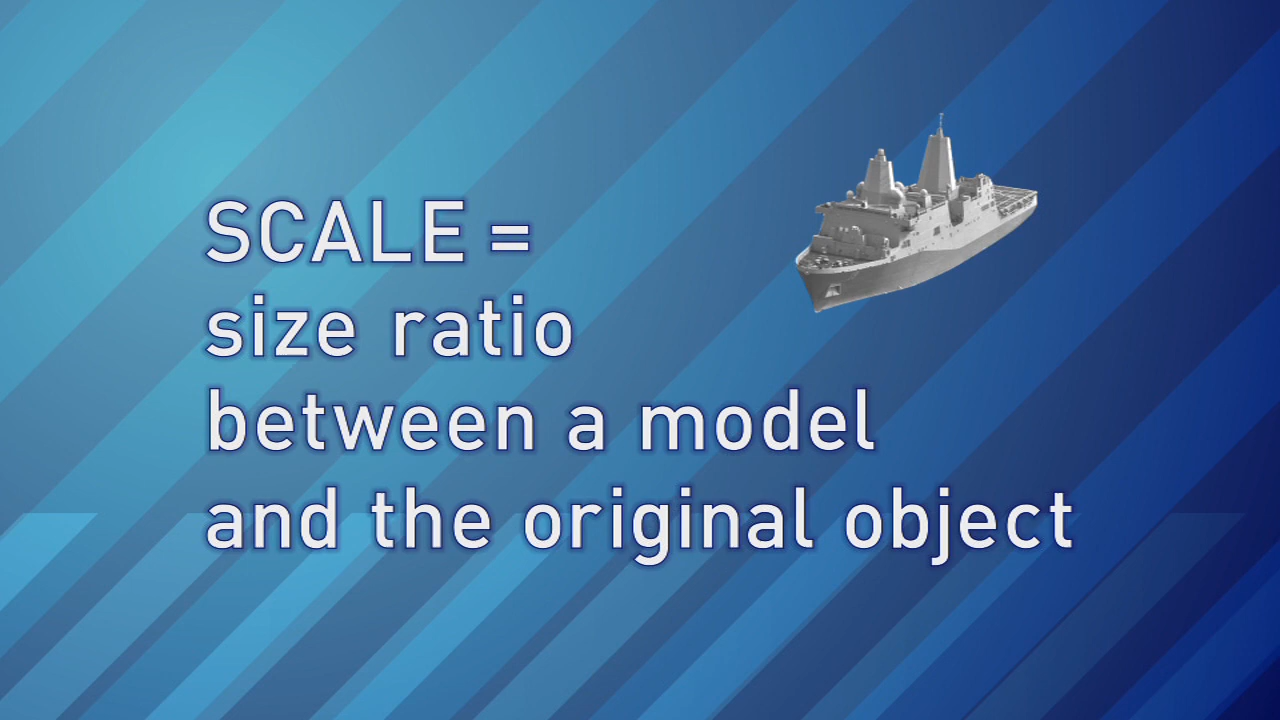 SCALE =
size ratio
between a model
and the original object